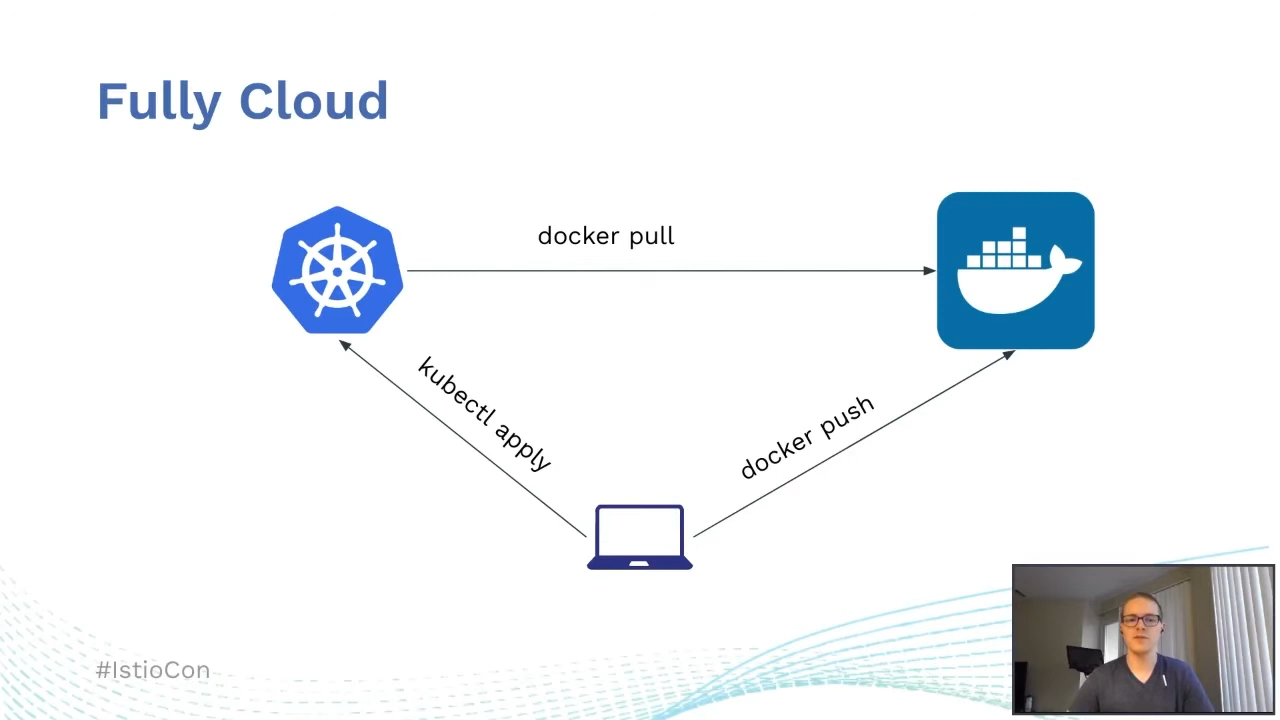 Fully Cloud
docker pull
kubectl apply
docker push
#IstioCon